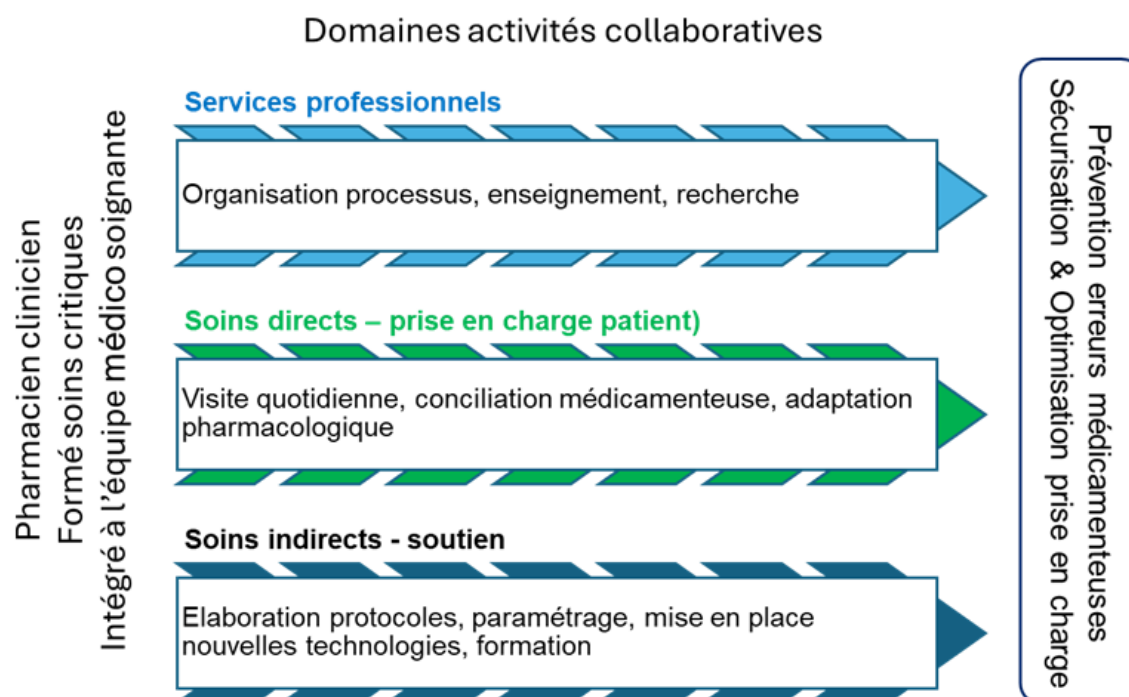 Domaines activités collaboratives
Pharmacien clinicien
Formé soins critiques
Intégré à l'équipe médico soignante
Services professionnels
Organisation processus, enseignement, recherche
Soins directs – prise en charge patient)
Visite quotidienne, conciliation médicamenteuse, adaptation
pharmacologique
Soins indirects - soutien
Elaboration protocoles, paramétrage, mise en place
nouvelles technologies, formation
Prévention erreurs médicamenteuses
Sécurisation & Optimisation prise en charge